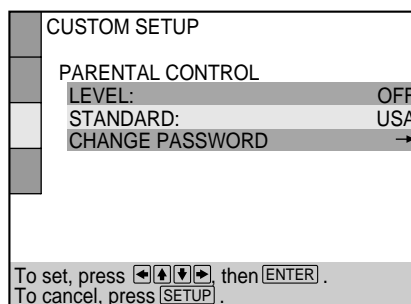 CUSTOM SETUP
PARENTAL CONTROL
LEVEL: OFF
STANDARD: USA
CHANGE PASSWORD →
To set, press ←↑↓→, then ENTER .
To cancel, press SETUP .